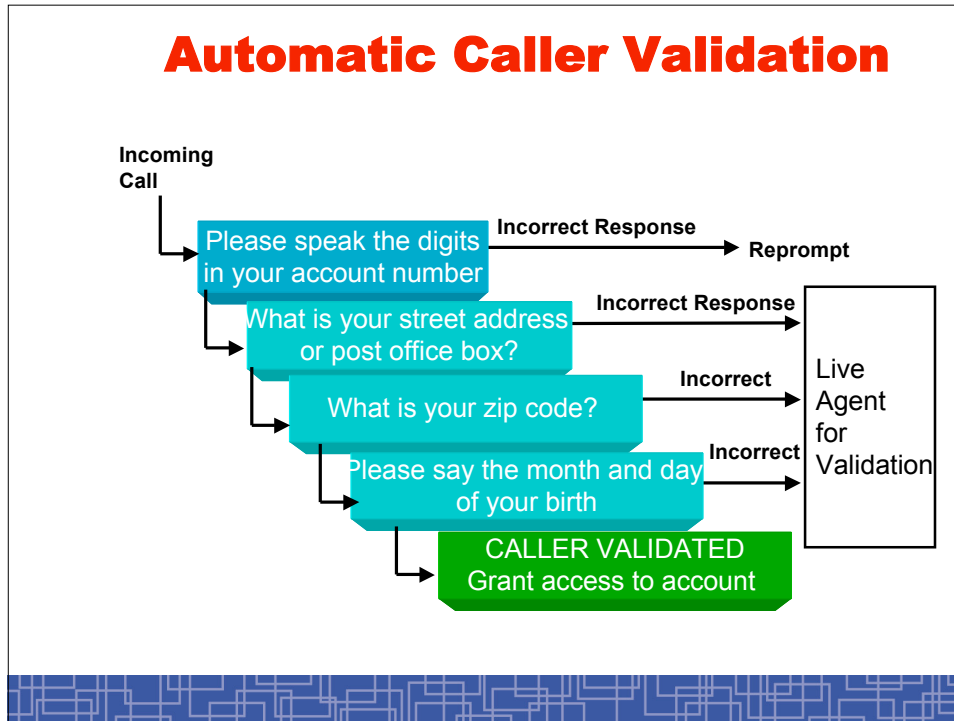 Automatic Caller Validation
Incoming
Call
Please speak the digits
in your account number
Incorrect Response
Reprompt
What is your street address
or post office box?
Incorrect Response
What is your zip code?
Incorrect
Please say the month and day
of your birth
Incorrect
Live
Agent
for
Validation
CALLER VALIDATED
Grant access to account